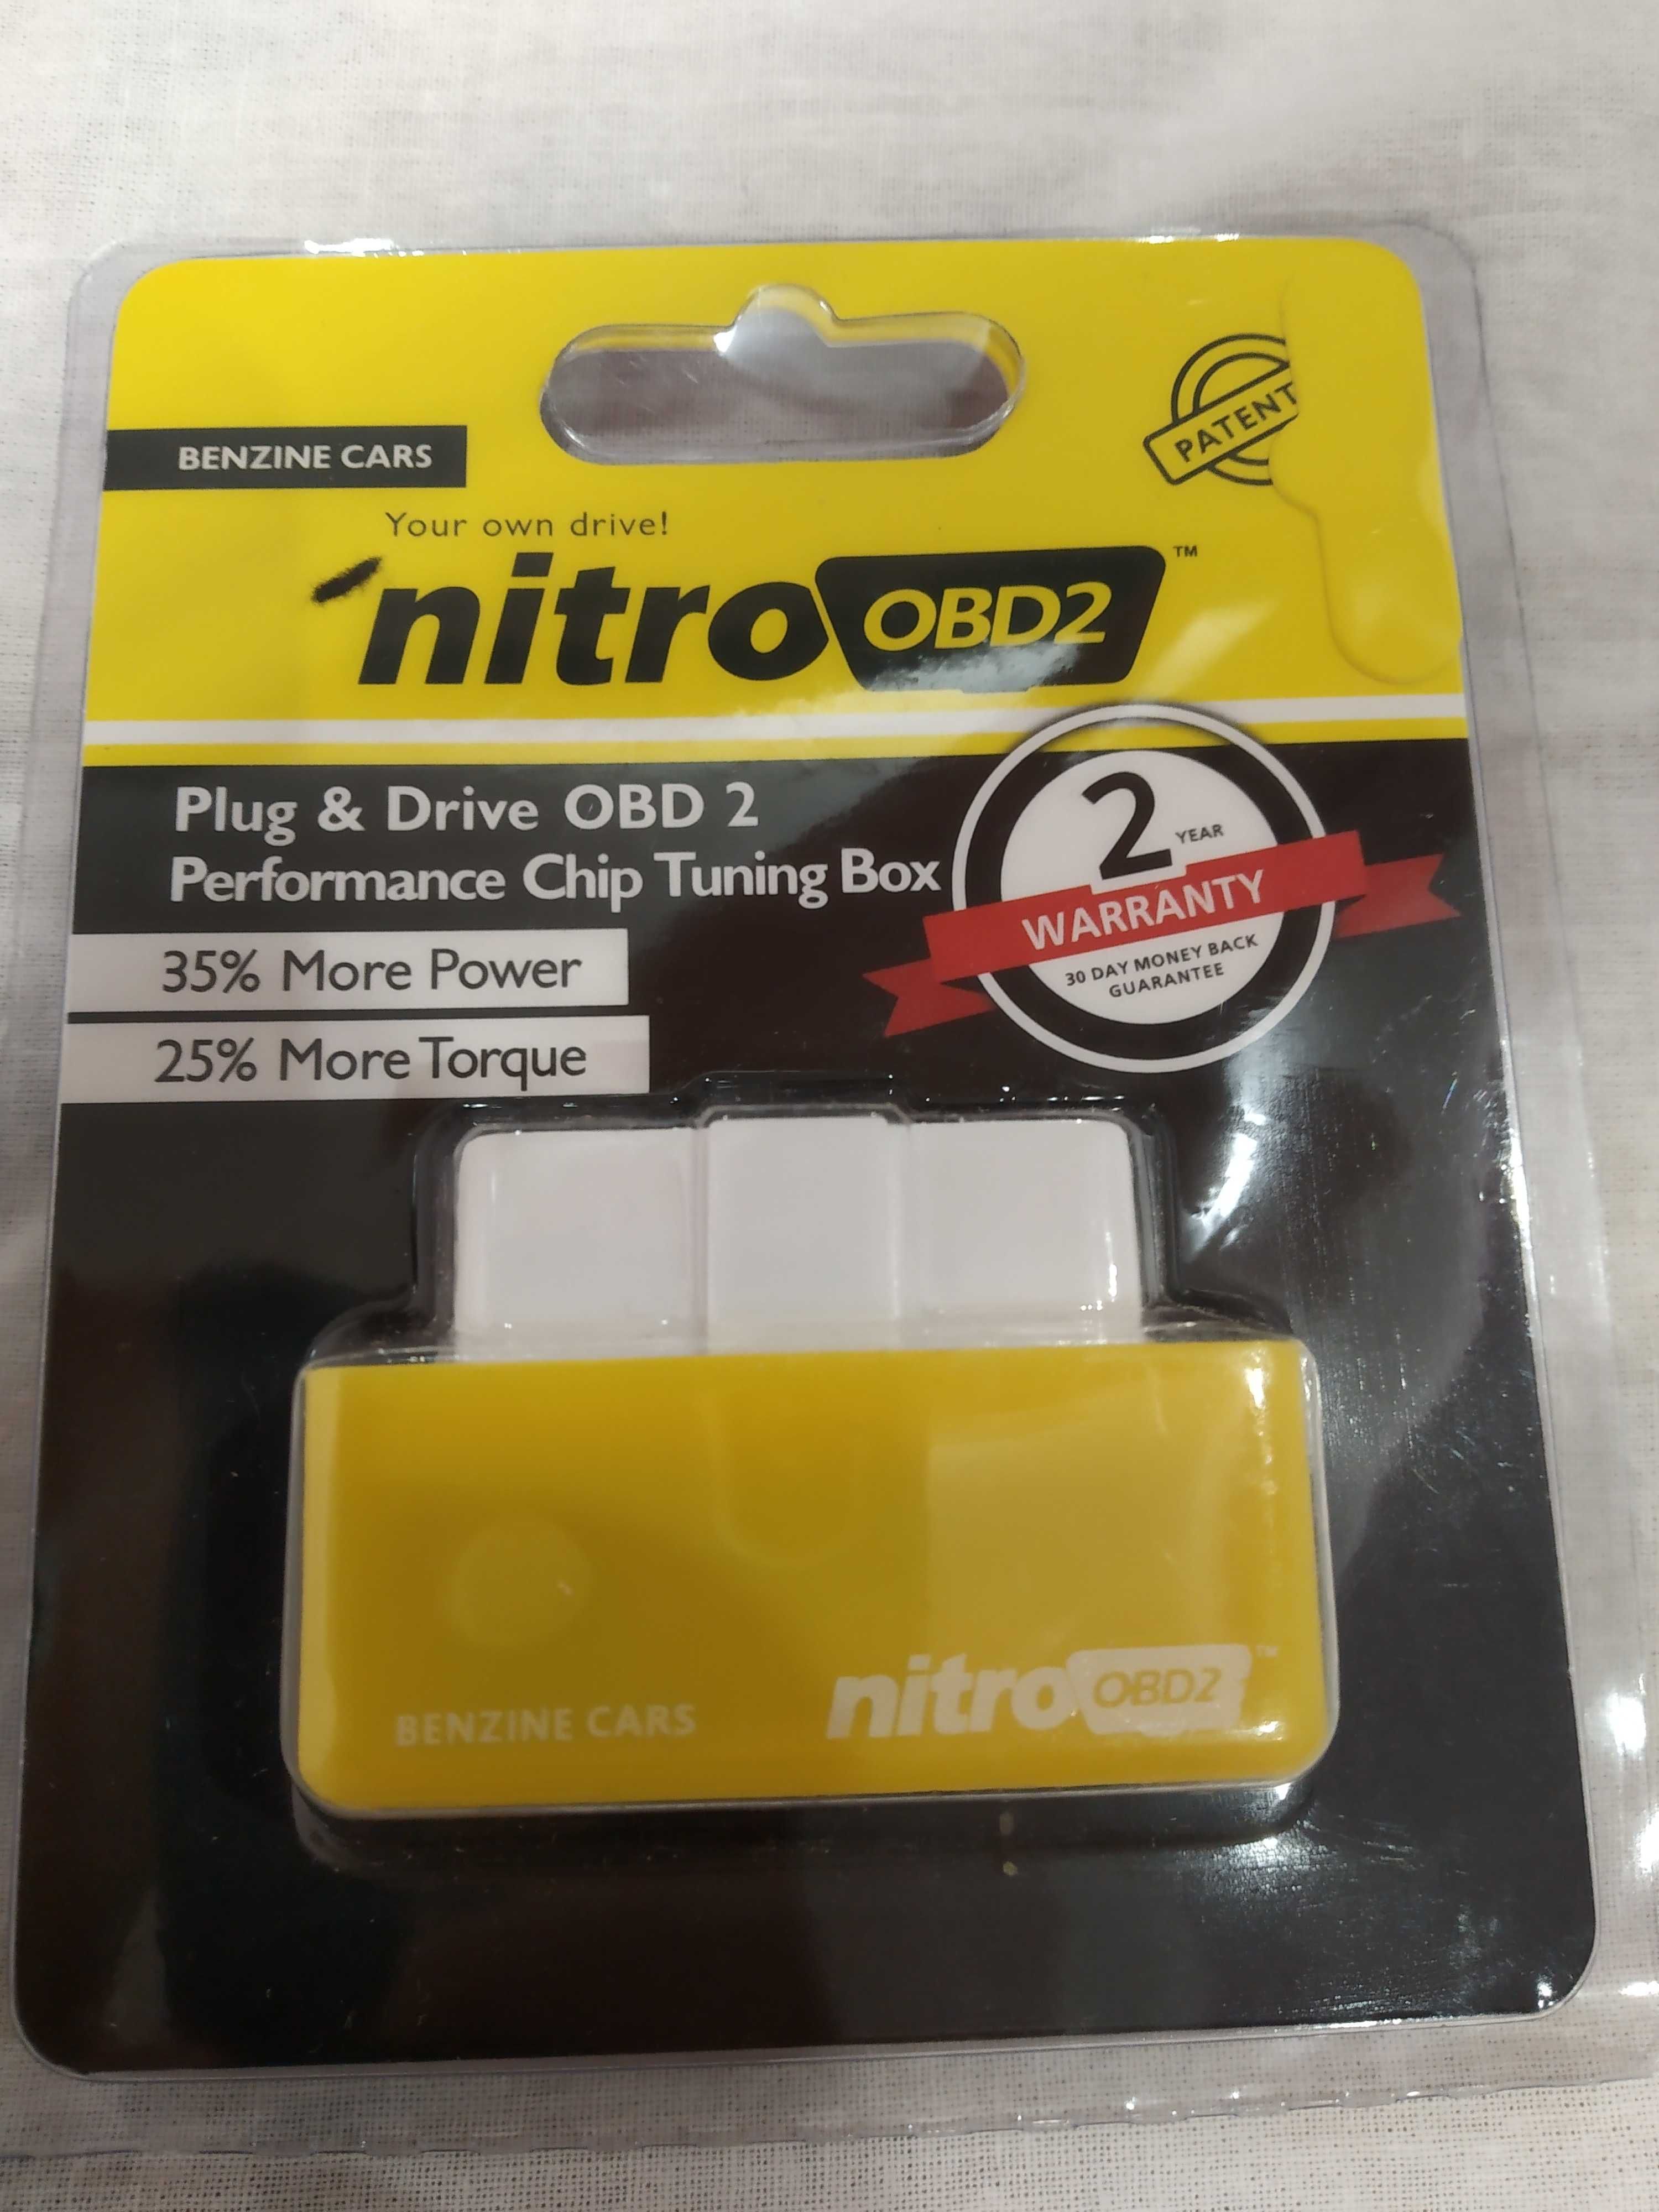 BENZINE CARS
PATENT
Your own drive!
nitro OBD2 ™
Plug & Drive OBD 2
Performance Chip Tuning Box
2 YEAR
WARRANTY
30 DAY MONEY BACK
GUARANTEE
35% More Power
25% More Torque
BENZINE CARS
nitro OBD2 ™